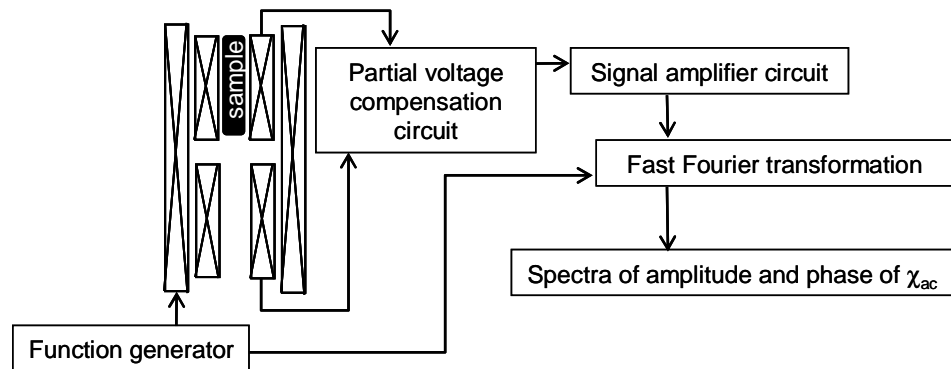 sample
Partial voltage
compensation
circuit
Signal amplifier circuit
Fast Fourier transformation
Spectra of amplitude and phase of χac
Function generator